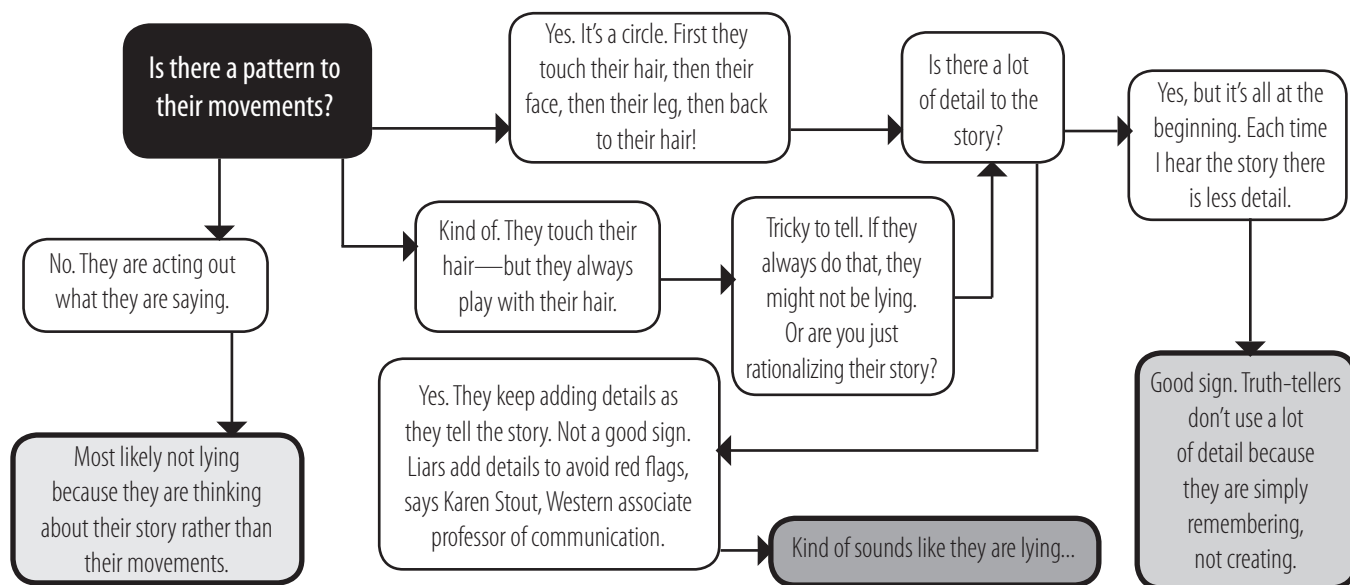 Is there a pattern to
their movements?
Yes. It’s a circle. First they
touch their hair, then their
face, then their leg, then back
to their hair!
Is there a lot
of detail to the
story?
Yes, but it’s all at the
beginning. Each time
I hear the story there
is less detail.
No. They are acting out
what they are saying.
Kind of. They touch their
hair—but they always
play with their hair.
Tricky to tell. If they
always do that, they
might not be lying.
Or are you just
rationalizing their story?
Yes. They keep adding details as
they tell the story. Not a good sign.
Liars add details to avoid red flags,
says Karen Stout, Western associate
professor of communication.
Good sign. Truth-tellers
don’t use a lot
of detail because
they are simply
remembering,
not creating.
Most likely not lying
because they are thinking
about their story rather than
their movements.
Kind of sounds like they are lying...